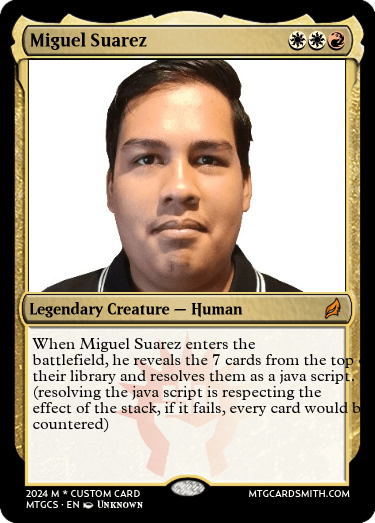 Miguel Suarez
Legendary Creature — Human
When Miguel Suarez enters the
battlefield, he reveals the 7 cards from the top
their library and resolves them as a java script.
(resolving the java script is respecting the
effect of the stack, if it fails, every card would b
countered)
2024 M * CUSTOM CARD
MTGCS · EN UNKNOWN
MTGCARDSMITH.COM